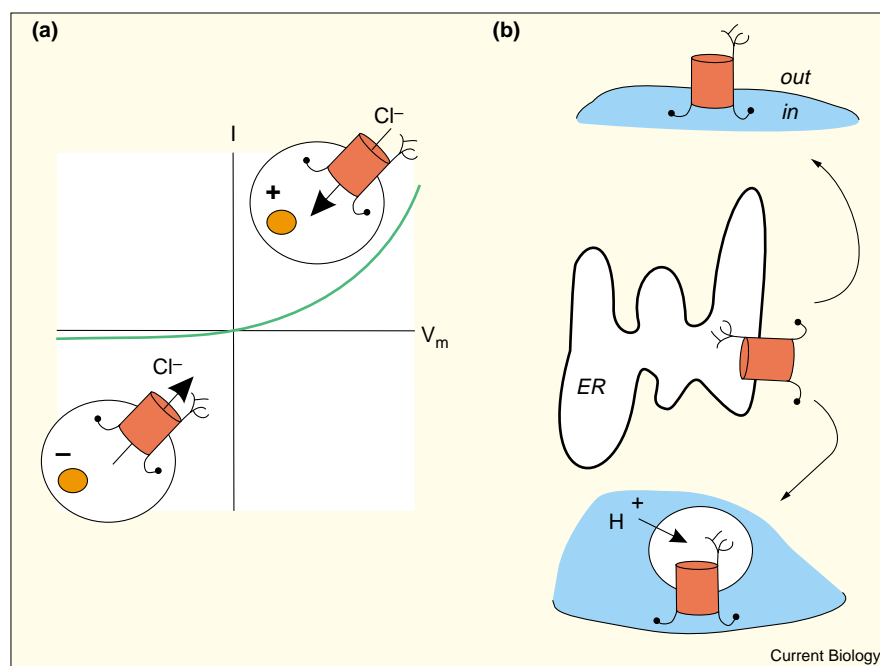 (a)
I
Cl⁻
+
Vₘ
Cl⁻
–
(b)
out
in
ER
+
H
Current Biology